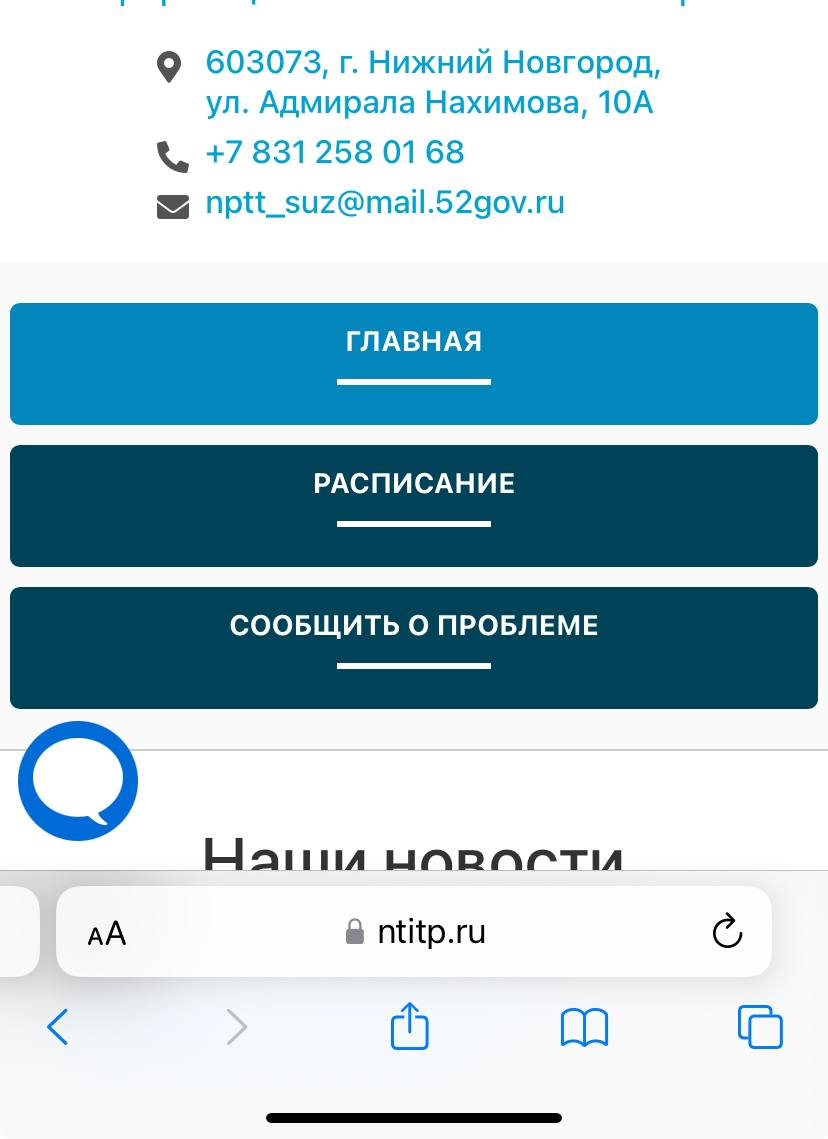 603073, г. Нижний Новгород,
ул. Адмирала Нахимова, 10А
+7 831 258 01 68
nptt_suz@mail.52gov.ru
ГЛАВНАЯ
РАСПИСАНИЕ
СООБЩИТЬ О ПРОБЛЕМЕ
Наши новости
AA
ntitp.ru